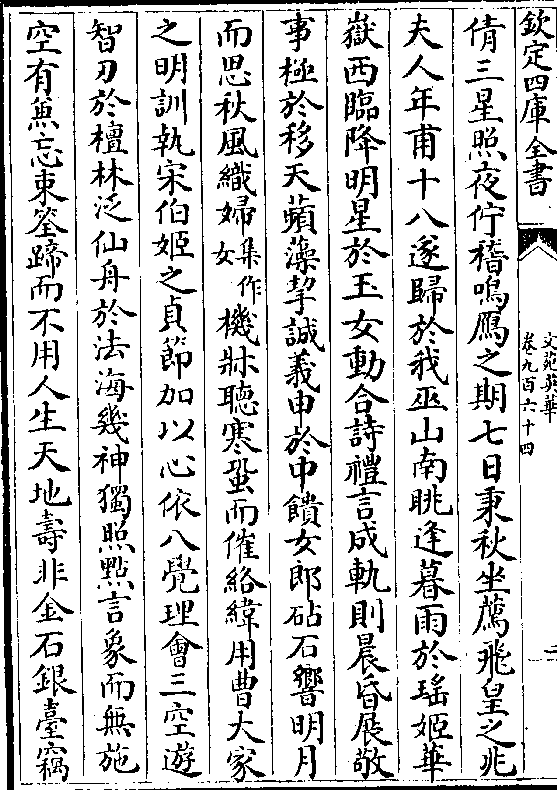 欽定四庫全書
文苑英華
卷九百六十四
二
倩三星照夜佇稽鳴鴈之期七日秉秋坐薦飛皇之兆
夫人年甫十八遂歸於我巫山南眺逢暮雨於瑤姬華
嶽西臨降明星於玉女動合詩禮言成軌則晨昏展敬
事極於移天蘋藻挈誠義由於中饋女郎砧石響明月
而思秋風織婦集作女機牀聽寒蛩而催絡緯用曹大家
之明訓執宋伯姬之貞節加以心依八覺理會三空遊
智刃於檀林泛仙舟於法海幾神獨照點言象而無施
空有兼忘束筌蹄而不用人生天地壽非金石銀臺竊